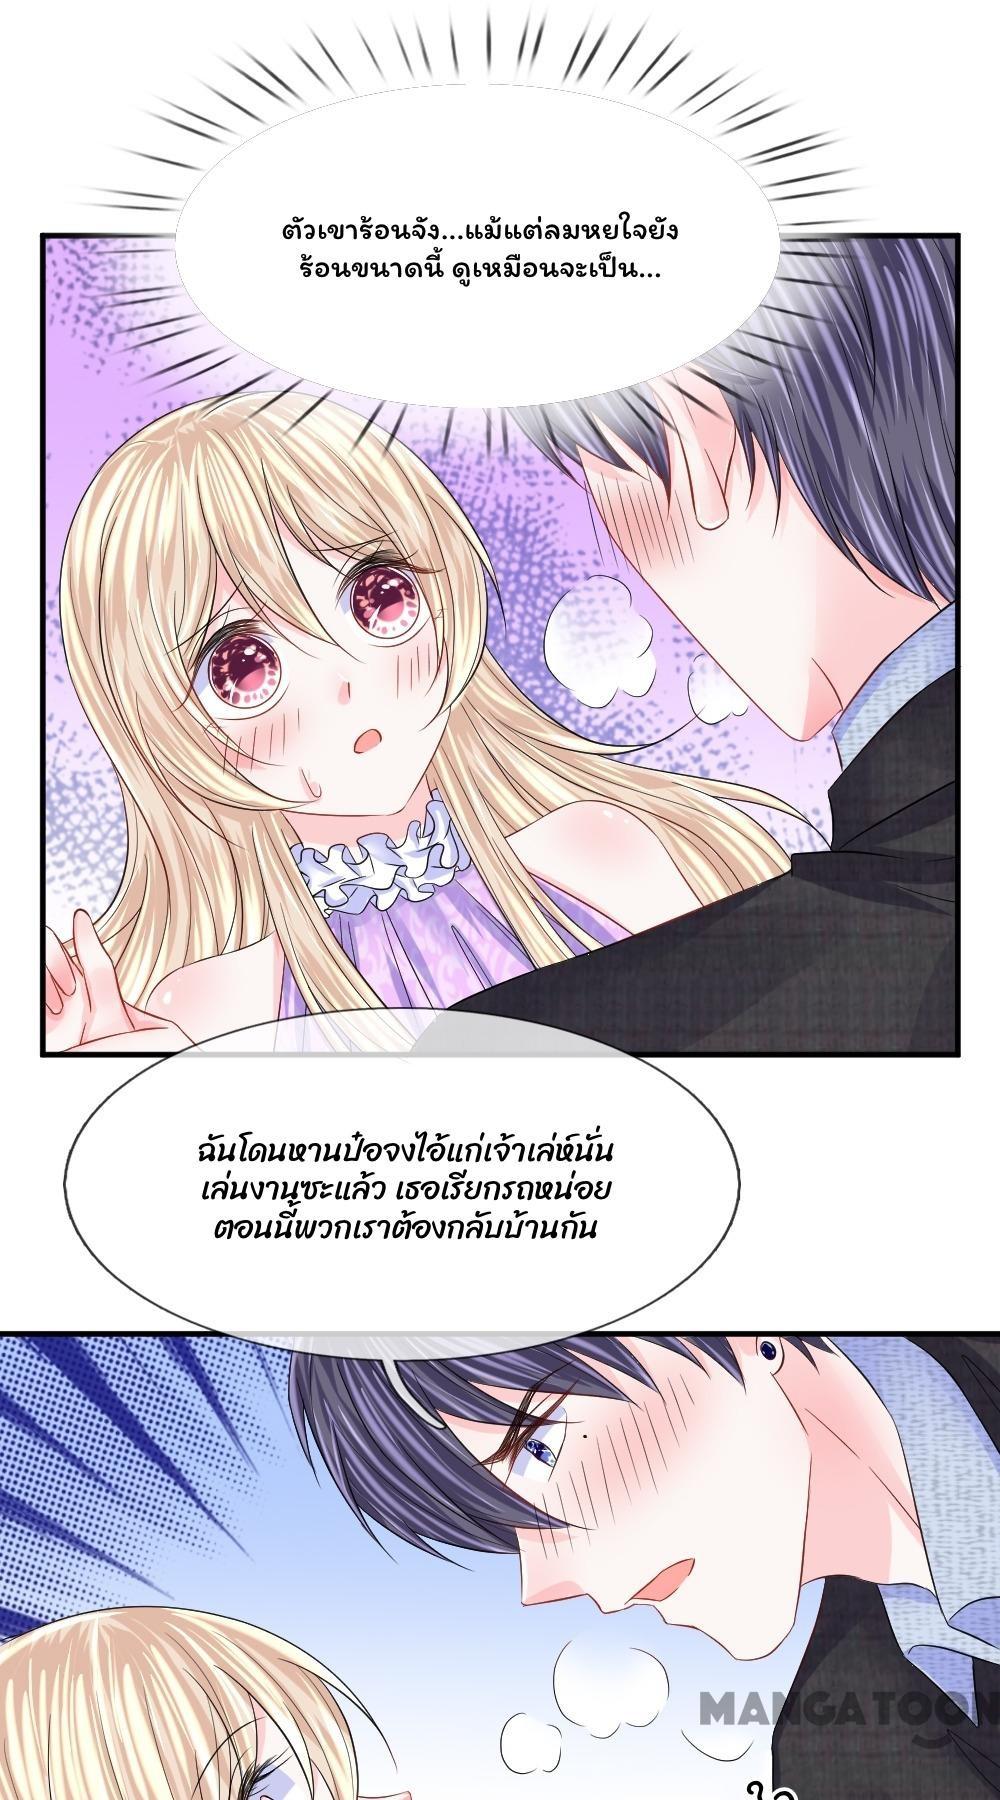 ตัวเขาร้อนจัง...แม้แต่ลมหยใจยัง
ร้อนขนาดนี้ ดูเหมือนจะเป็น...
ฉันโดนหานป๋อจงไอ้แก่เจ้าเล่ห์นั่น
เล่นงานซะแล้ว เธอเรียกรถหน่อย
ตอนนี้พวกเราต้องกลับบ้านกัน
MANGATOON